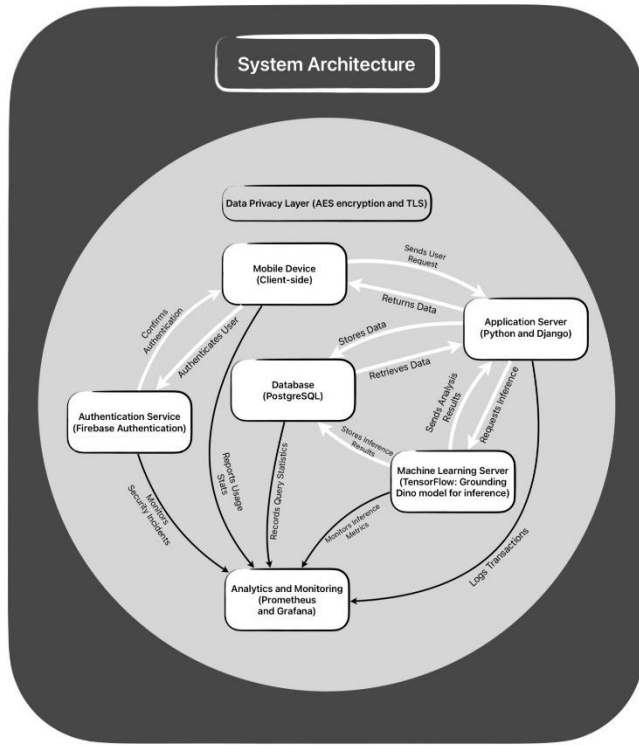 System Architecture
Data Privacy Layer (AES encryption and TLS)
Mobile Device
(Client-side)
Sends User
Request
Returns Data
Application Server
(Python and Django)
Confirms
Authentication
Authenticates User
Stores Data
Retrieves Data
Database
(PostgreSQL)
Authentication Service
(Firebase Authentication)
Sends Analysis
Results
Requests Inference
Stores Inference
Results
Machine Learning Server
(TensorFlow: Grounding
Dino model for inference)
Monitors
Security Incidents
Reports Usage
Stats
Records Query Statistics
Monitors Inference
Metrics
Logs Transactions
Analytics and Monitoring
(Prometheus
and Grafana)